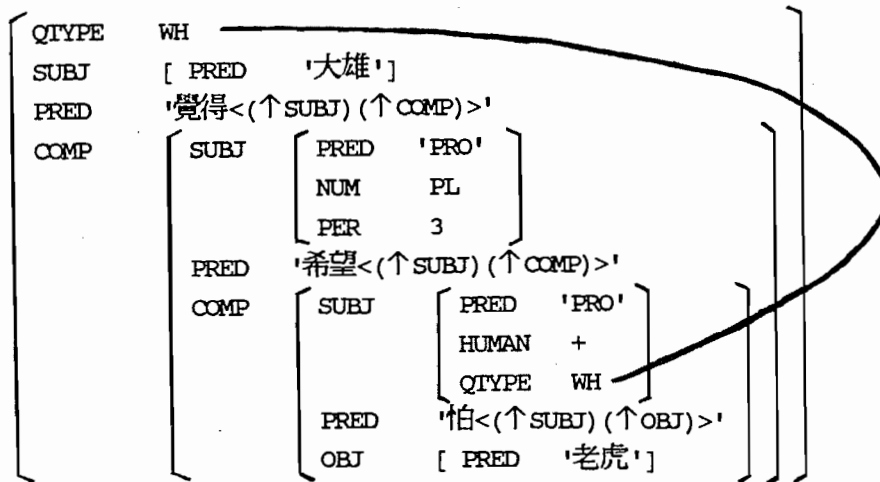 QTYPE WH
SUBJ [ PRED '大雄']
PRED '覺得<(↑SUBJ)(↑COMP)>'
COMP SUBJ PRED 'PRO'
NUM PL
PER 3
PRED '希望<(↑SUBJ)(↑COMP)>'
COMP SUBJ PRED 'PRO'
HUMAN +
QTYPE WH
PRED '怕<(↑SUBJ)(↑OBJ)>'
OBJ [ PRED '老虎']